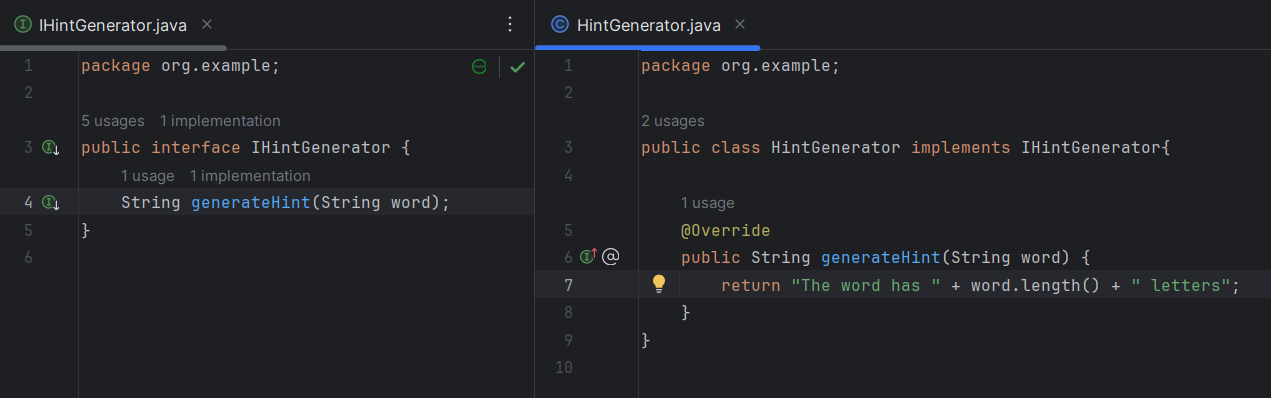 IHintGenerator.java
1 package org.example;
2
5 usages 1 implementation
3 public interface IHintGenerator {
1 usage 1 implementation
4 String generateHint(String word);
5 }
6
HintGenerator.java
1 package org.example;
2
2 usages
3 public class HintGenerator implements IHintGenerator{
4
1 usage
5 @Override
6 public String generateHint(String word) {
7 return "The word has " + word.length() + " letters";
8 }
9 }
10